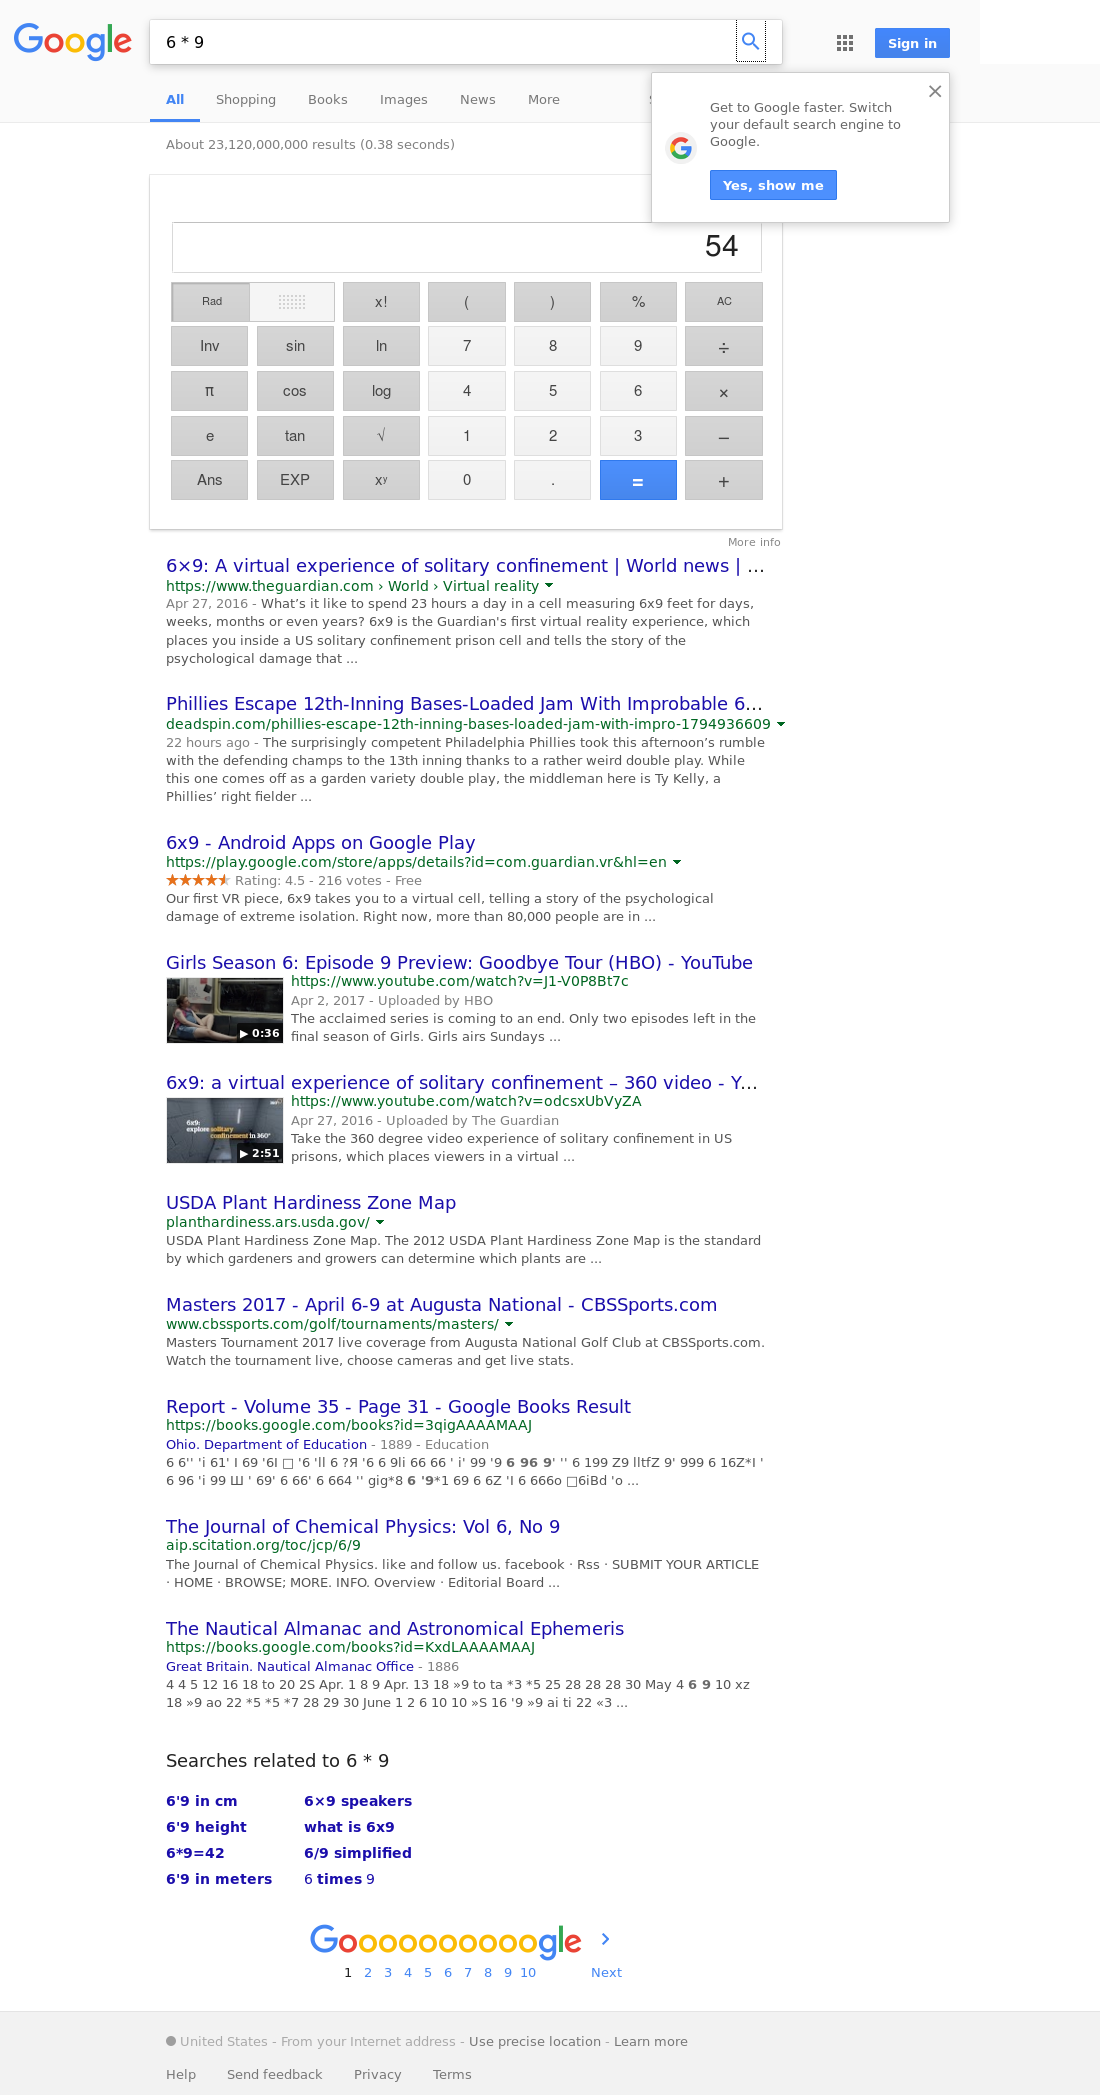 Google
6 * 9
Sign in
All Shopping Books Images News More
Get to Google faster. Switch
your default search engine to
Google.
Yes, show me
About 23,120,000,000 results (0.38 seconds)
54
Rad x! ( ) % AC
Inv sin ln 7 8 9 ÷
π cos log 4 5 6 ×
e tan √ 1 2 3 −
Ans EXP xʸ 0 . = +
More info
6×9: A virtual experience of solitary confinement | World news | ...
https://www.theguardian.com › World › Virtual reality
Apr 27, 2016 - What’s it like to spend 23 hours a day in a cell measuring 6x9 feet for days,
weeks, months or even years? 6x9 is the Guardian's first virtual reality experience, which
places you inside a US solitary confinement prison cell and tells the story of the
psychological damage that ...
Phillies Escape 12th-Inning Bases-Loaded Jam With Improbable 6...
deadspin.com/phillies-escape-12th-inning-bases-loaded-jam-with-impro-1794936609
22 hours ago - The surprisingly competent Philadelphia Phillies took this afternoon’s rumble
with the defending champs to the 13th inning thanks to a rather weird double play. While
this one comes off as a garden variety double play, the middleman here is Ty Kelly, a
Phillies’ right fielder ...
6x9 - Android Apps on Google Play
https://play.google.com/store/apps/details?id=com.guardian.vr&hl=en
Rating: 4.5 - 216 votes - Free
Our first VR piece, 6x9 takes you to a virtual cell, telling a story of the psychological
damage of extreme isolation. Right now, more than 80,000 people are in ...
Girls Season 6: Episode 9 Preview: Goodbye Tour (HBO) - YouTube
https://www.youtube.com/watch?v=J1-V0P8Bt7c
Apr 2, 2017 - Uploaded by HBO
The acclaimed series is coming to an end. Only two episodes left in the
final season of Girls. Girls airs Sundays ...
▶ 0:36
6x9: a virtual experience of solitary confinement – 360 video - Y...
https://www.youtube.com/watch?v=odcsxUbVyZA
Apr 27, 2016 - Uploaded by The Guardian
Take the 360 degree video experience of solitary confinement in US
prisons, which places viewers in a virtual ...
6x9:
explore solitary
confinement in 360°
▶ 2:51
USDA Plant Hardiness Zone Map
planthardiness.ars.usda.gov/
USDA Plant Hardiness Zone Map. The 2012 USDA Plant Hardiness Zone Map is the standard
by which gardeners and growers can determine which plants are ...
Masters 2017 - April 6-9 at Augusta National - CBSSports.com
www.cbssports.com/golf/tournaments/masters/
Masters Tournament 2017 live coverage from Augusta National Golf Club at CBSSports.com.
Watch the tournament live, choose cameras and get live stats.
Report - Volume 35 - Page 31 - Google Books Result
https://books.google.com/books?id=3qigAAAAMAAJ
Ohio. Department of Education - 1889 - Education
6 6'' 'i 61' I 69 '6I □ '6 'll 6 ?Я '6 6 9li 66 66 ' i' 99 '9 6 96 9' '' 6 199 Z9 lltfZ 9' 999 6 16Z*I '
6 96 'i 99 Ш ' 69' 6 66' 6 664 '' gig*8 6 '9*1 69 6 6Z 'I 6 666o □6iBd 'o ...
The Journal of Chemical Physics: Vol 6, No 9
aip.scitation.org/toc/jcp/6/9
The Journal of Chemical Physics. like and follow us. facebook · Rss · SUBMIT YOUR ARTICLE
· HOME · BROWSE; MORE. INFO. Overview · Editorial Board ...
The Nautical Almanac and Astronomical Ephemeris
https://books.google.com/books?id=KxdLAAAAMAAJ
Great Britain. Nautical Almanac Office - 1886
4 4 5 12 16 18 to 20 2S Apr. 1 8 9 Apr. 13 18 »9 to ta *3 *5 25 28 28 28 30 May 4 6 9 10 xz
18 »9 ao 22 *5 *5 *7 28 29 30 June 1 2 6 10 10 »S 16 '9 »9 ai ti 22 «3 ...
Searches related to 6 * 9
6'9 in cm 6×9 speakers
6'9 height what is 6x9
6*9=42 6/9 simplified
6'9 in meters 6 times 9
Goooooooooogle
1 2 3 4 5 6 7 8 9 10 Next
United States - From your Internet address - Use precise location - Learn more
Help Send feedback Privacy Terms